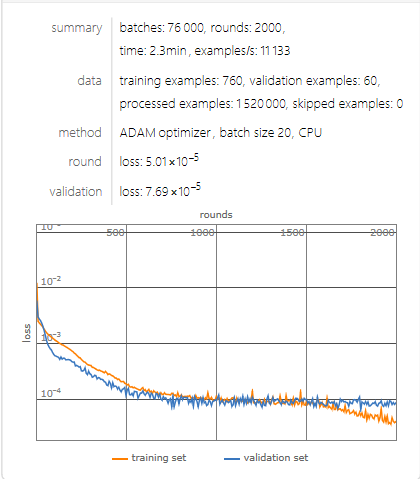 summary batches: 76 000, rounds: 2000,
time: 2.3min, examples/s: 11 133
data training examples: 760, validation examples: 60,
processed examples: 1 520 000, skipped examples: 0
method ADAM optimizer, batch size 20, CPU
round loss: 5.01×10⁻⁵
validation loss: 7.69×10⁻⁵
rounds
500 1000 1500 2000
10⁻²
10⁻³
10⁻⁴
loss
training set validation set